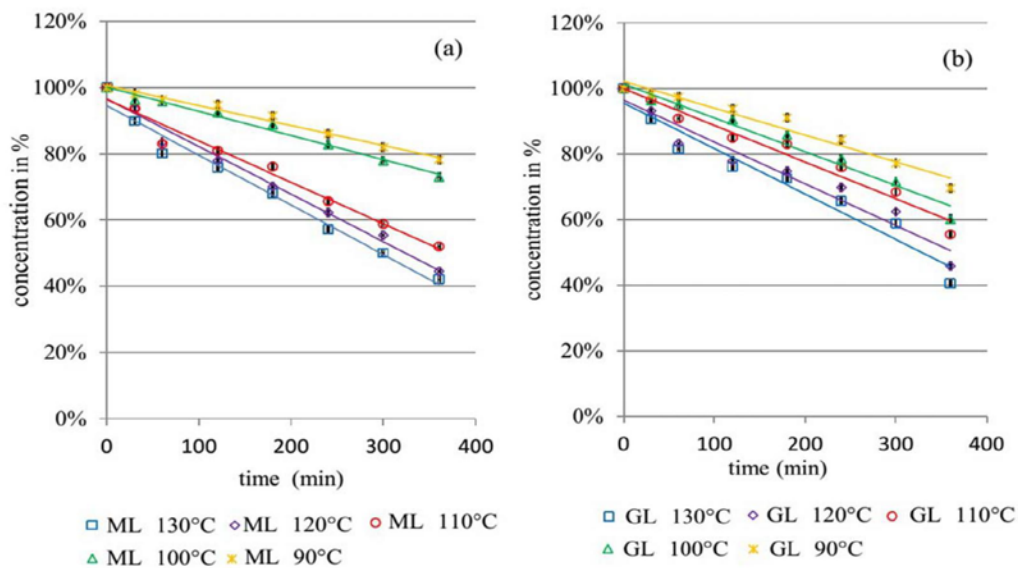 120%
100%
80%
60%
40%
20%
0%
concentration in %
(a)
0 100 200 300 400
time (min)
ML 130°C ML 120°C ML 110°C
ML 100°C ML 90°C
120%
100%
80%
60%
40%
20%
0%
concentration in %
(b)
0 100 200 300 400
time (min)
GL 130°C GL 120°C GL 110°C
GL 100°C GL 90°C